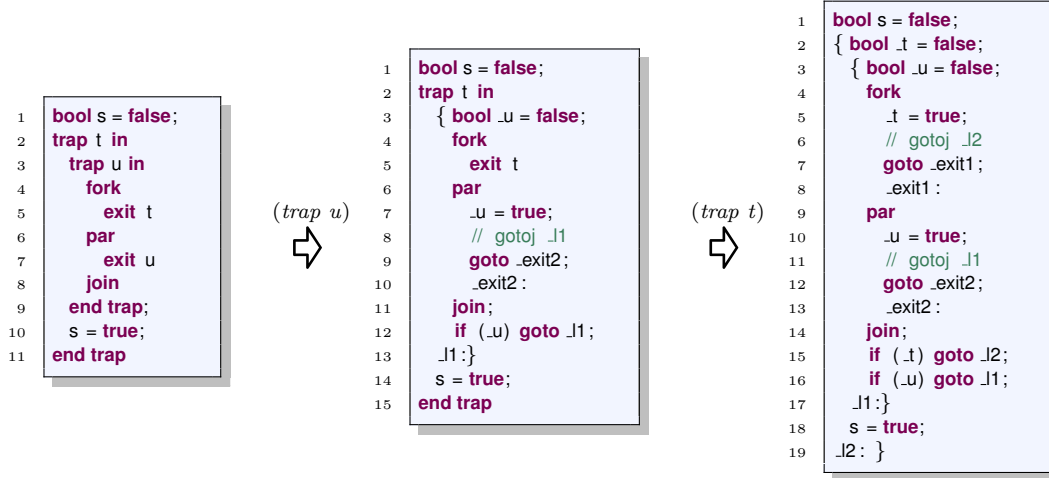 1 bool s = false;
2 trap t in
3 trap u in
4 fork
5 exit t
6 par
7 exit u
8 join
9 end trap;
10 s = true;
11 end trap
(trap u)
1 bool s = false;
2 trap t in
3 { bool _u = false;
4 fork
5 exit t
6 par
7 _u = true;
8 // gotoj _l1
9 goto _exit2;
10 _exit2:
11 join;
12 if (_u) goto _l1;
13 _l1:}
14 s = true;
15 end trap
(trap t)
1 bool s = false;
2 { bool _t = false;
3 { bool _u = false;
4 fork
5 _t = true;
6 // gotoj _l2
7 goto _exit1;
8 _exit1:
9 par
10 _u = true;
11 // gotoj _l1
12 goto _exit2;
13 _exit2:
14 join;
15 if (_t) goto _l2;
16 if (_u) goto _l1;
17 _l1:}
18 s = true;
19 _l2: }